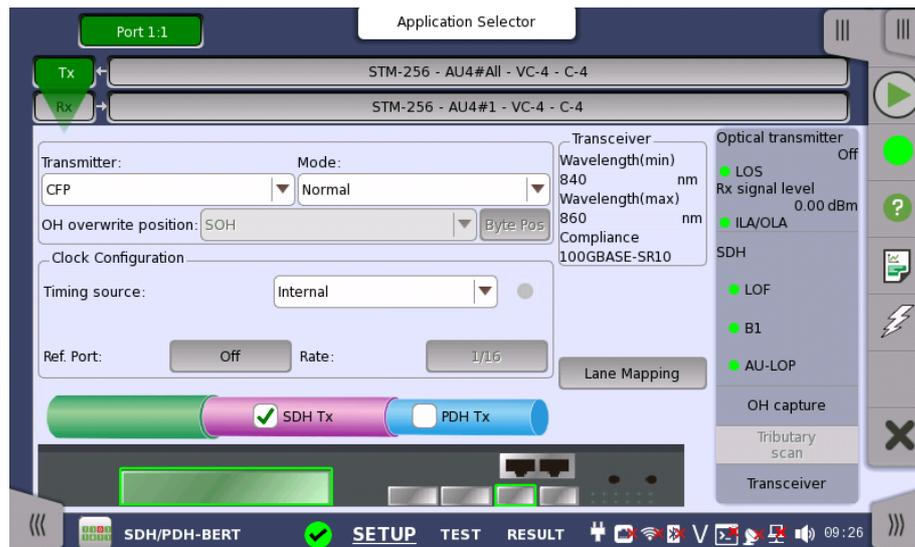 Port 1:1
Application Selector
Tx
STM-256 - AU4#All - VC-4 - C-4
Rx
STM-256 - AU4#1 - VC-4 - C-4
Transmitter:
Mode:
CFP
Normal
OH overwrite position:
SOH
Byte Pos
Clock Configuration
Timing source:
Internal
Ref. Port:
Off
Rate:
1/16
Transceiver
Wavelength(min)
840 nm
Wavelength(max)
860 nm
Compliance
100GBASE-SR10
Lane Mapping
Optical transmitter
Off
LOS
Rx signal level
0.00 dBm
ILA/OLA
SDH
LOF
B1
AU-LOP
OH capture
Tributary
scan
Transceiver
SDH Tx
PDH Tx
SDH/PDH-BERT
SETUP
TEST
RESULT
09:26